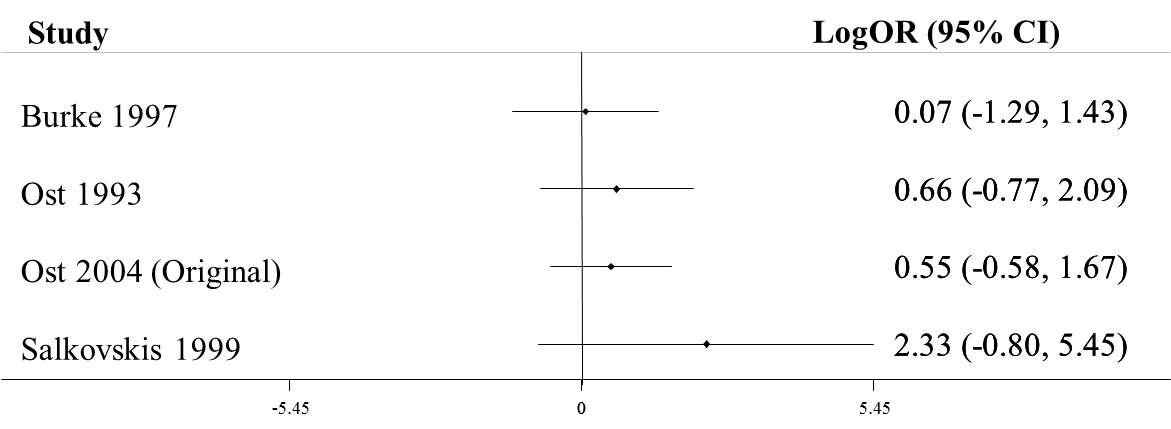 Study LogOR (95% CI)
Burke 1997 0.07 (-1.29, 1.43)
Ost 1993 0.66 (-0.77, 2.09)
Ost 2004 (Original) 0.55 (-0.58, 1.67)
Salkovskis 1999 2.33 (-0.80, 5.45)
-5.45 0 5.45